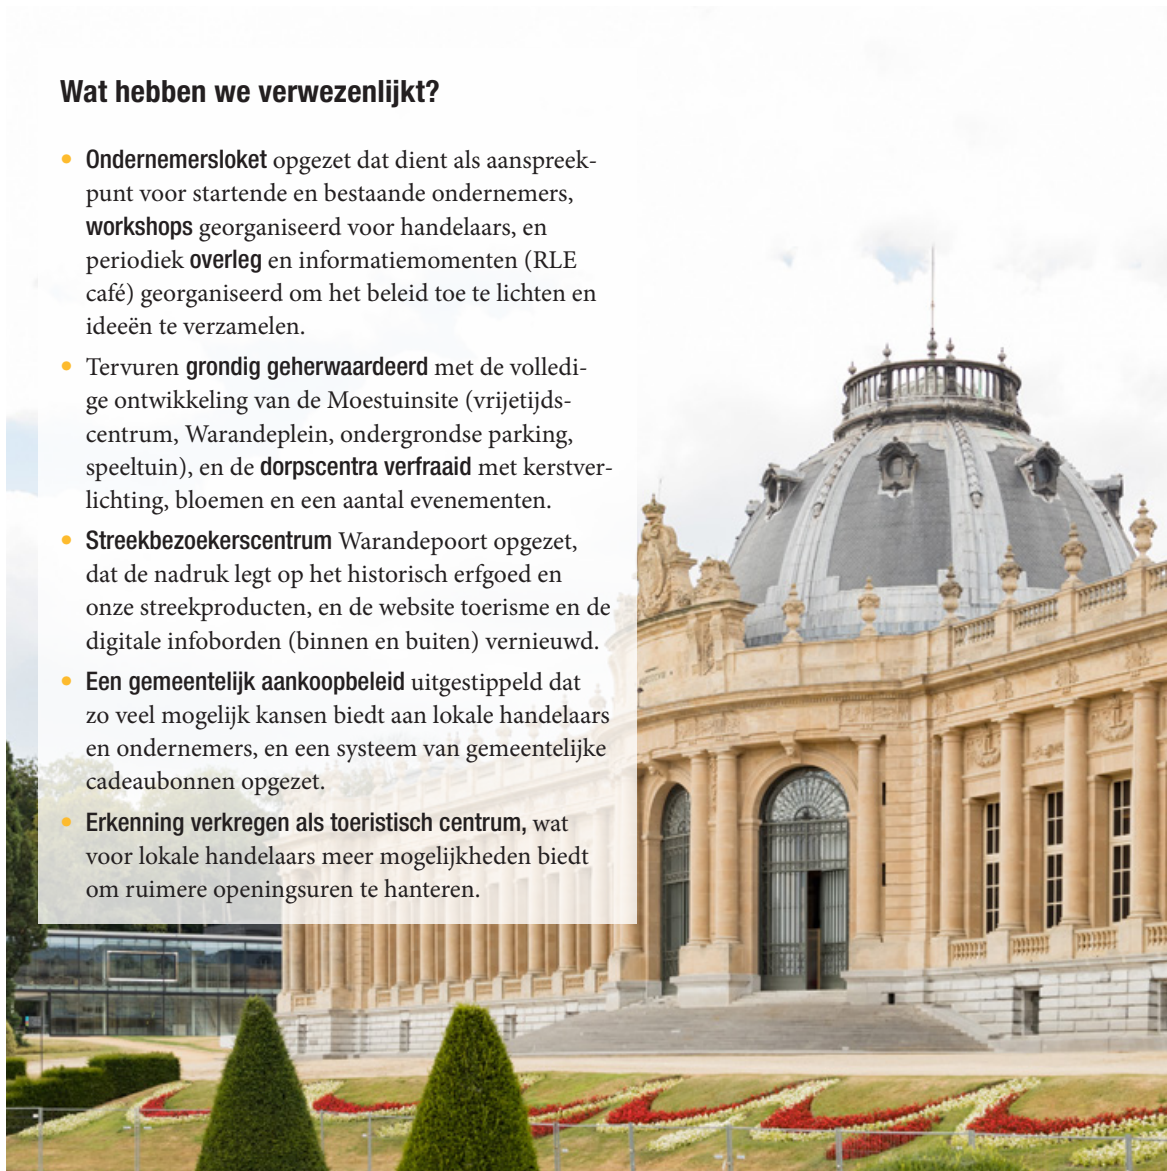 Wat hebben we verwezenlijkt?
• Ondernemersloket opgezet dat dient als aanspreek-
punt voor startende en bestaande ondernemers,
workshops georganiseerd voor handelaars, en
periodiek overleg en informatiemomenten (RLE
café) georganiseerd om het beleid toe te lichten en
ideeën te verzamelen.
• Tervuren grondig geherwaardeerd met de volledi-
ge ontwikkeling van de Moestuinsite (vrijetijds-
centrum, Warandeplein, ondergrondse parking,
speeltuin), en de dorpscentra verfraaid met kerstver-
lichting, bloemen en een aantal evenementen.
• Streekbezoekerscentrum Warandepoort opgezet,
dat de nadruk legt op het historisch erfgoed en
onze streekproducten, en de website toerisme en de
digitale infoborden (binnen en buiten) vernieuwd.
• Een gemeentelijk aankoopbeleid uitgestippeld dat
zo veel mogelijk kansen biedt aan lokale handelaars
en ondernemers, en een systeem van gemeentelijke
cadeaubonnen opgezet.
• Erkenning verkregen als toeristisch centrum, wat
voor lokale handelaars meer mogelijkheden biedt
om ruimere openingsuren te hanteren.